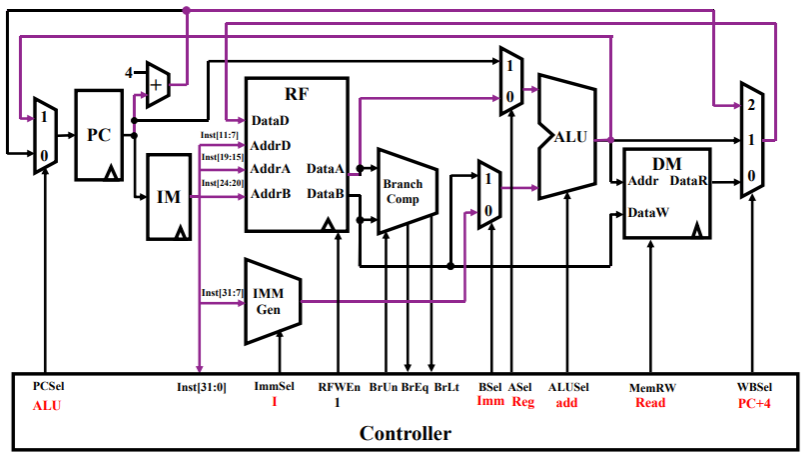 4
+
1
0
PC
IM
RF
Inst[11:7]
DataD
AddrD
Inst[19:15]
AddrA
Inst[24:20]
AddrB
DataA
DataB
Branch
Comp
1
0
1
0
ALU
DM
Addr
DataR
DataW
2
1
0
Inst[31:7]
IMM
Gen
PCSel
Inst[31:0]
ImmSel
RFWEn
BrUn
BrEq
BrLt
BSel
ASel
ALUSel
MemRW
WBSel
ALU
I
1
Imm
Reg
add
Read
PC+4
Controller